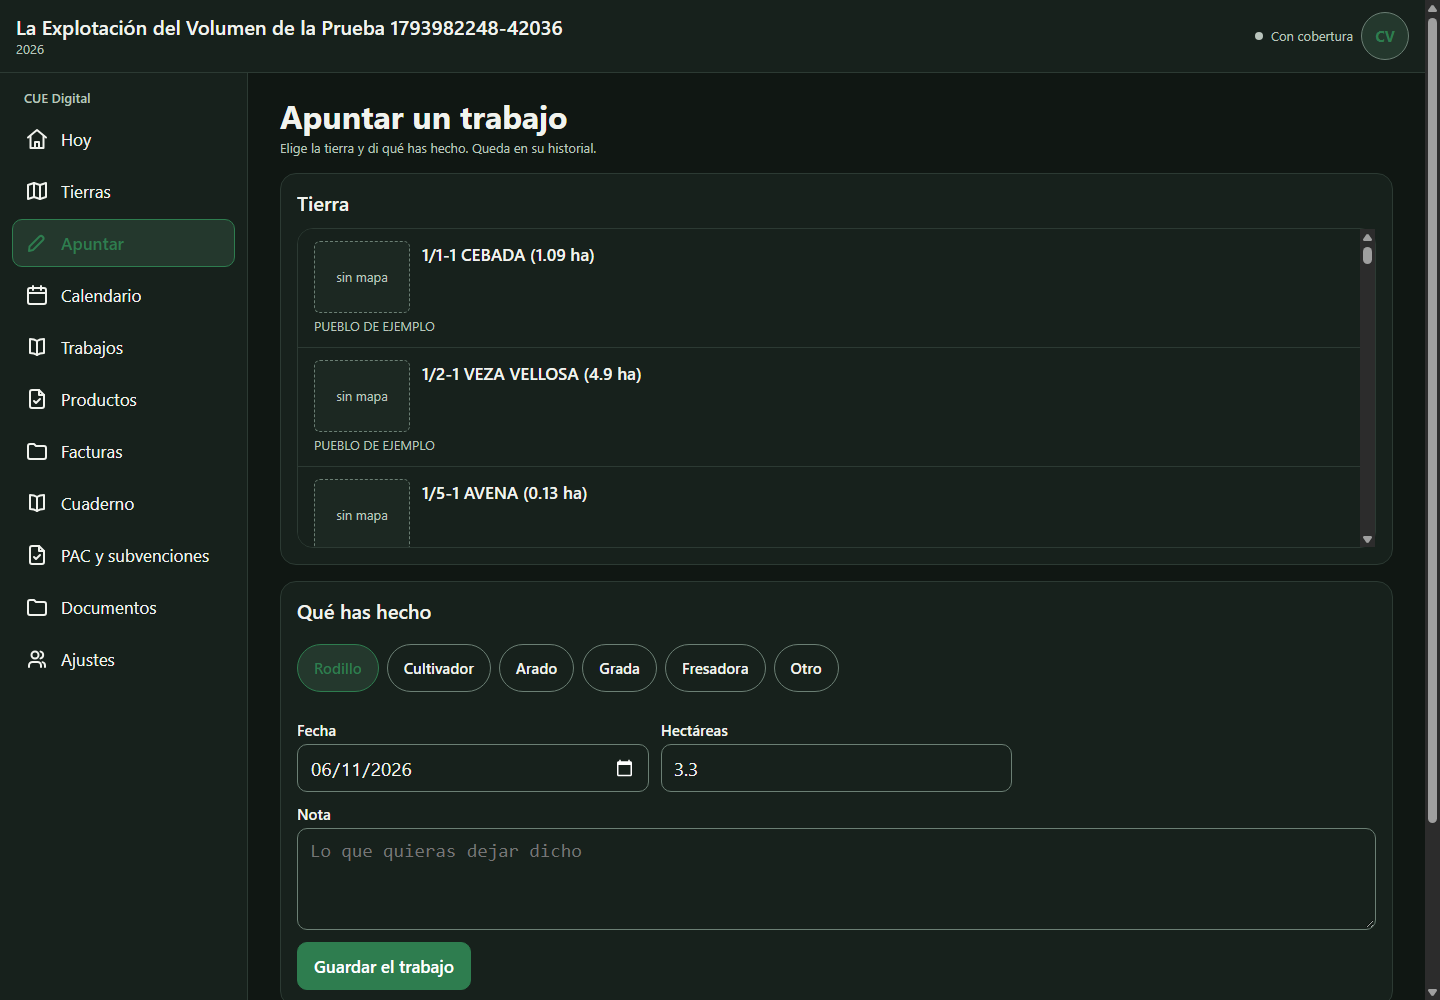 La Explotación del Volumen de la Prueba 1793982248-42036
2026
Con cobertura
CV
CUE Digital
Hoy
Tierras
Apuntar
Calendario
Trabajos
Productos
Facturas
Cuaderno
PAC y subvenciones
Documentos
Ajustes
Apuntar un trabajo
Elige la tierra y di qué has hecho. Queda en su historial.
Tierra
sin mapa
1/1-1 CEBADA (1.09 ha)
PUEBLO DE EJEMPLO
sin mapa
1/2-1 VEZA VELLOSA (4.9 ha)
PUEBLO DE EJEMPLO
sin mapa
1/5-1 AVENA (0.13 ha)
Qué has hecho
Rodillo
Cultivador
Arado
Grada
Fresadora
Otro
Fecha
Hectáreas
06/11/2026
3.3
Nota
Lo que quieras dejar dicho
Guardar el trabajo